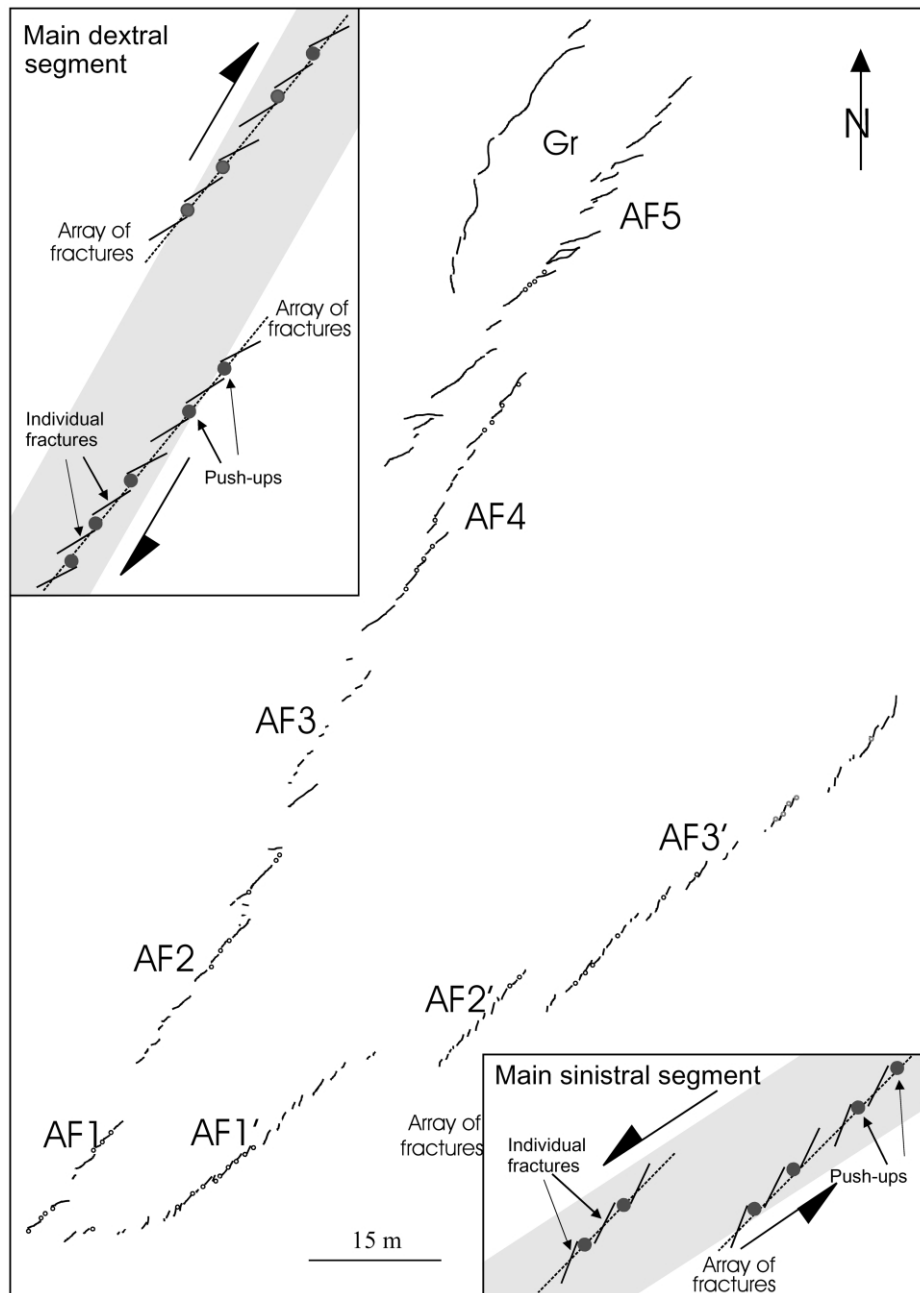 Main dextral
segment
Array of
fractures
Array of
fractures
Individual
fractures
Push-ups
N
Gr
AF5
AF4
AF3
AF3'
AF2
AF2'
AF1
AF1'
15 m
Array of
fractures
Main sinistral segment
Individual
fractures
Push-ups
Array of
fractures